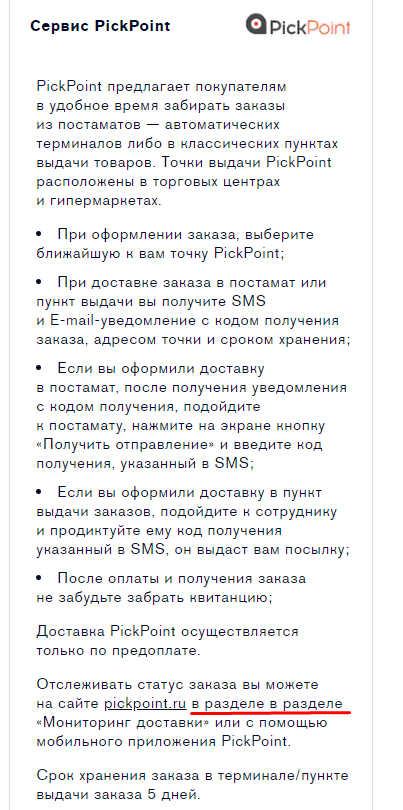 Сервис PickPoint
PickPoint
PickPoint предлагает покупателям
в удобное время забирать заказы
из постаматов — автоматических
терминалов либо в классических пунктах
выдачи товаров. Точки выдачи PickPoint
расположены в торговых центрах
и гипермаркетах.
• При оформлении заказа, выберите
ближайшую к вам точку PickPoint;
• При доставке заказа в постамат или
пункт выдачи вы получите SMS
и E-mail-уведомление с кодом получения
заказа, адресом точки и сроком хранения;
• Если вы оформили доставку
в постамат, после получения уведомления
с кодом получения, подойдите
к постамату, нажмите на экране кнопку
«Получить отправление» и введите код
получения, указанный в SMS;
• Если вы оформили доставку в пункт
выдачи заказов, подойдите к сотруднику
и продиктуйте ему код получения
указанный в SMS, он выдаст вам посылку;
• После оплаты и получения заказа
не забудьте забрать квитанцию;
Доставка PickPoint осуществляется
только по предоплате.
Отслеживать статус заказа вы можете
на сайте pickpoint.ru в разделе в разделе
«Мониторинг доставки» или с помощью
мобильного приложения PickPoint.
Срок хранения заказа в терминале/пункте
выдачи заказа 5 дней.